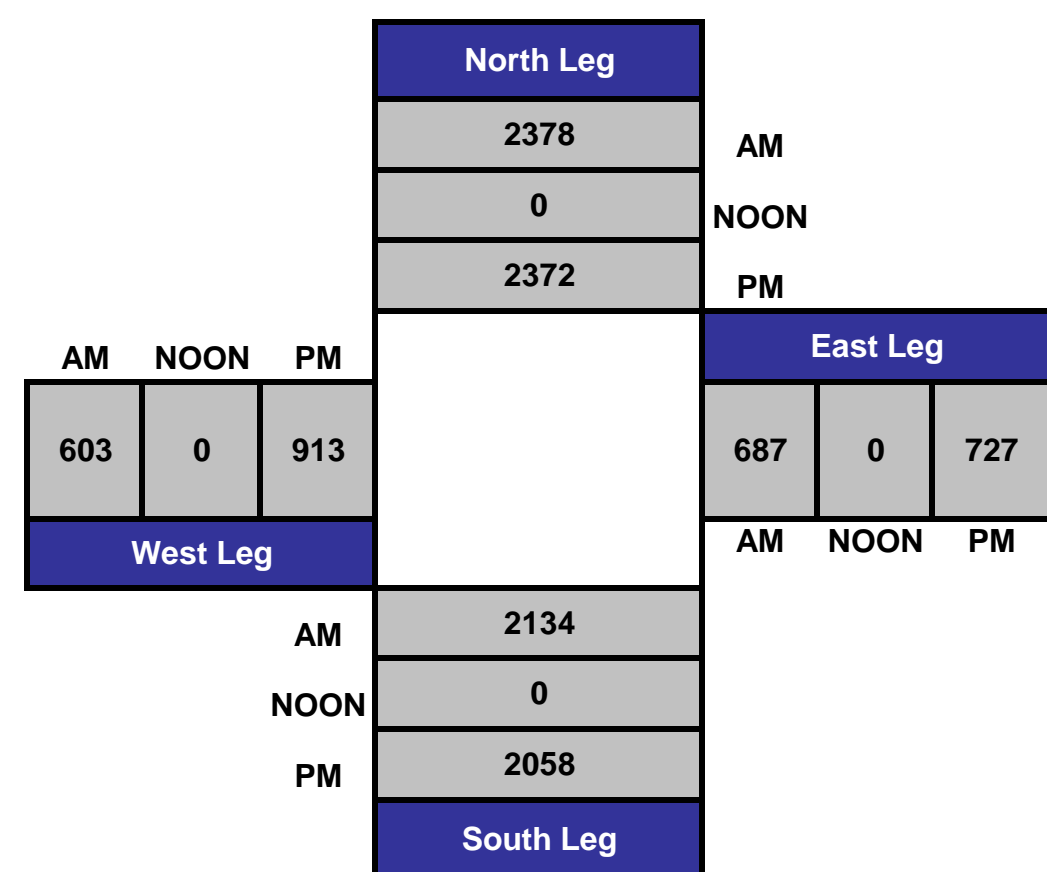 North Leg
2378 AM
0 NOON
2372 PM
East Leg
AM NOON PM
603 0 913
687 0 727
West Leg
AM NOON PM
AM 2134
NOON 0
PM 2058
South Leg